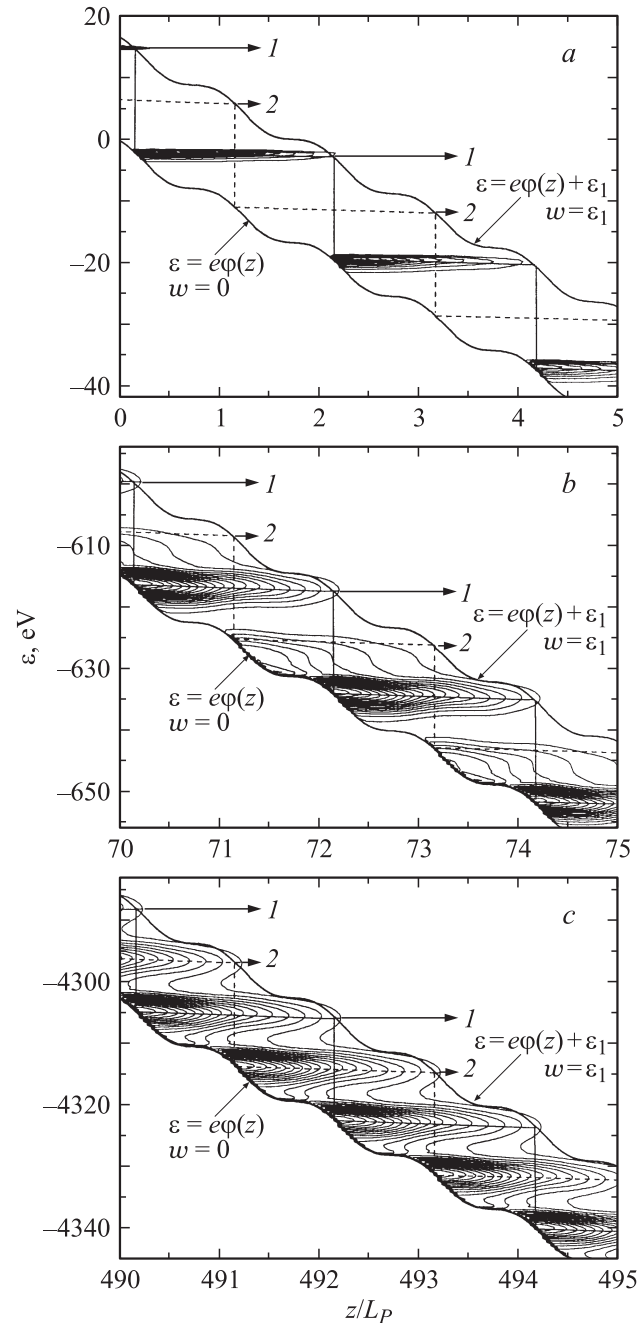 20
1
a
2
0
1
ε = eφ(z) + ε₁
2
w = ε₁
ε = eφ(z)
w = 0
−20
−40
0 1 2 3 4 5
1
b
2
−610
1
ε = eφ(z) + ε₁
w = ε₁
2
ε, eV
−630
ε = eφ(z)
w = 0
−650
70 71 72 73 74 75
1
c
2
−4300
1
ε = eφ(z) + ε₁
w = ε₁
2
−4320
ε = eφ(z)
w = 0
−4340
490 491 492 493 494 495
z/L_P